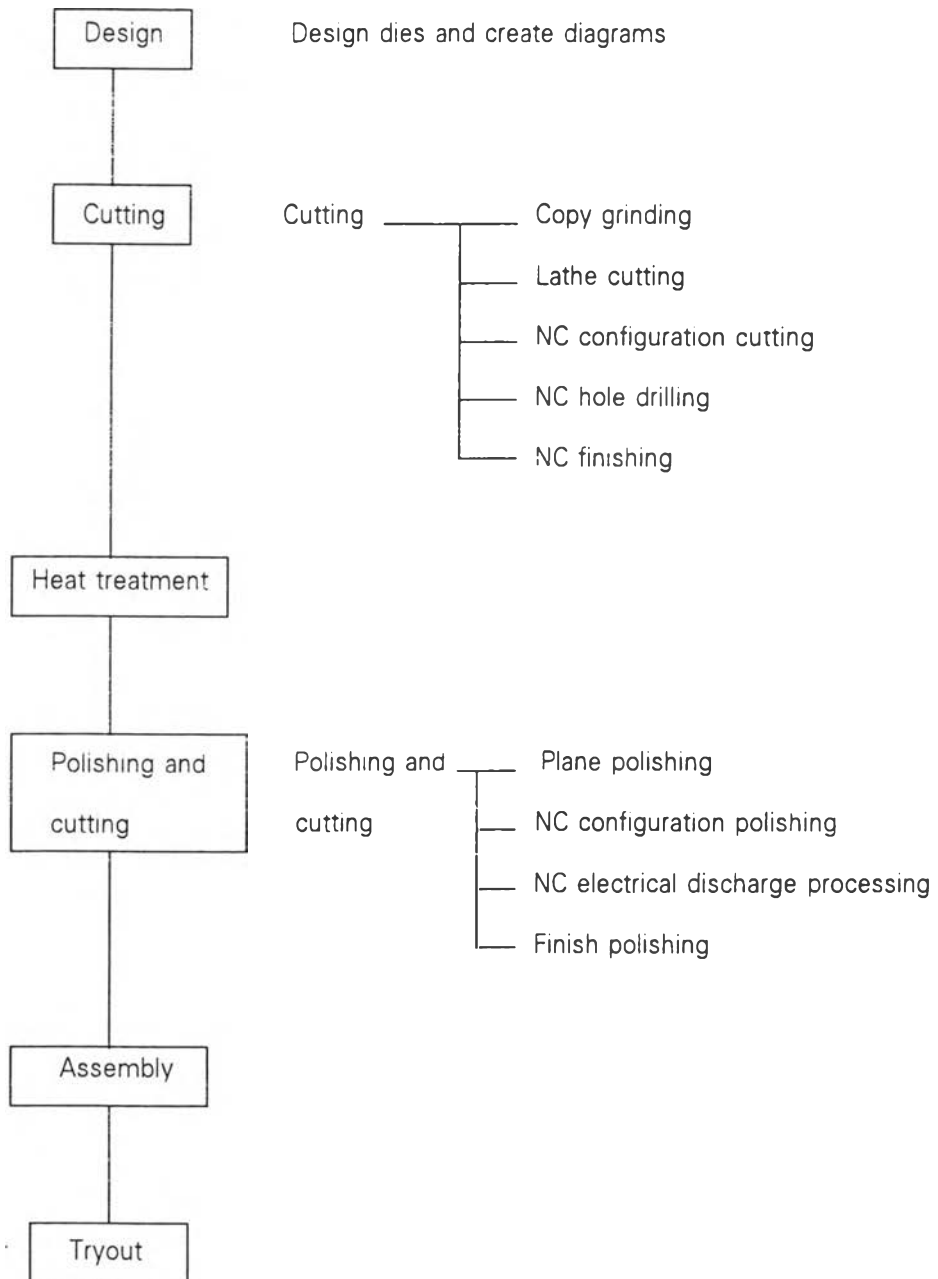 Design
Design dies and create diagrams
Cutting
Cutting
Copy grinding
Lathe cutting
NC configuration cutting
NC hole drilling
NC finishing
Heat treatment
Polishing and
cutting
Polishing and
cutting
Plane polishing
NC configuration polishing
NC electrical discharge processing
Finish polishing
Assembly
Tryout